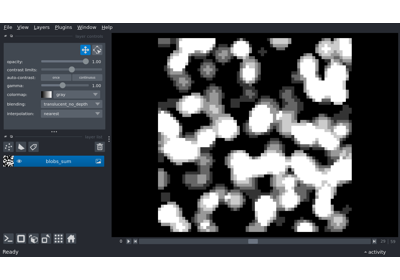 File View Layers Plugins Window Help
opacity: 1.00
contrast limits:
auto-contrast: once continuous
gamma: 1.00
colormap: gray
blending: translucent_no_depth
interpolation: nearest
blobs_sum
Ready
activity